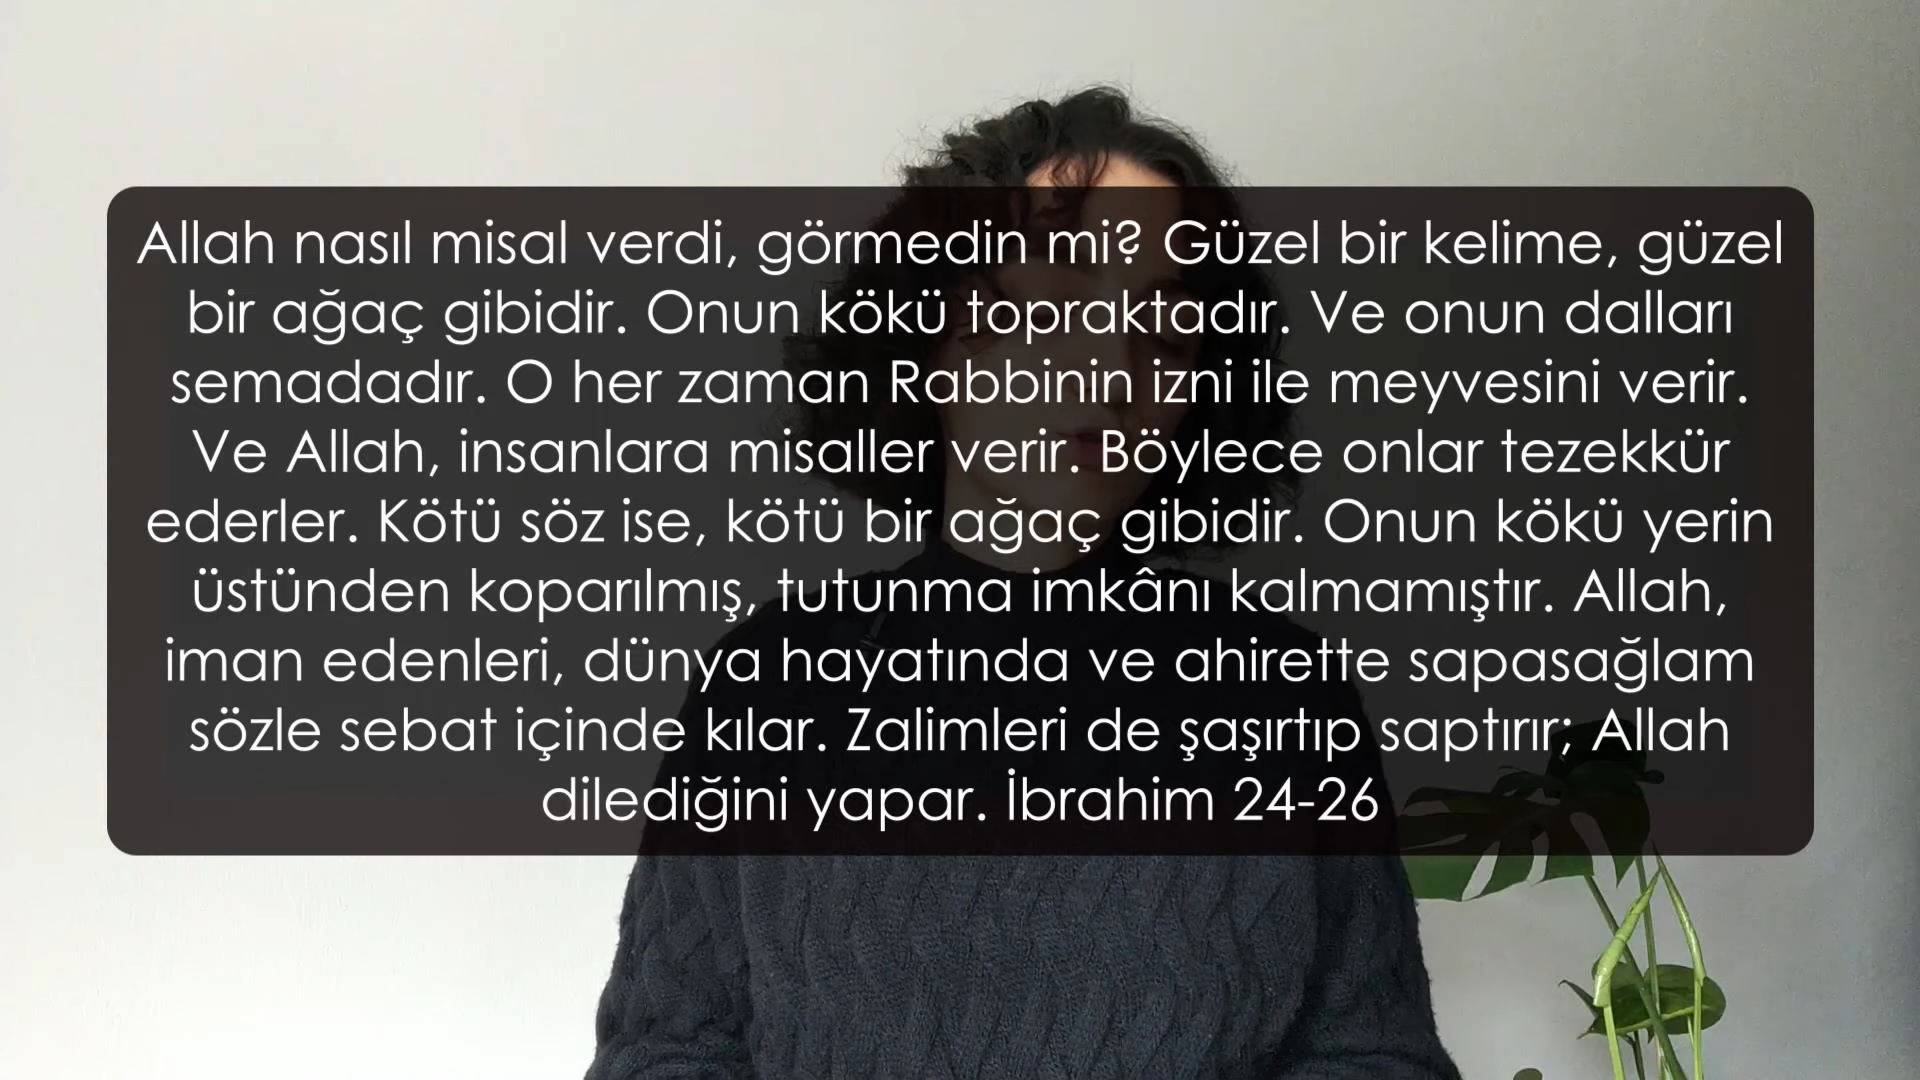 Allah nasıl misal verdi, görmedin mi? Güzel bir kelime, güzel
bir ağaç gibidir. Onun kökü topraktadır. Ve onun dalları
semadadır. O her zaman Rabbinin izni ile meyvesini verir.
Ve Allah, insanlara misaller verir. Böylece onlar tezekkür
ederler. Kötü söz ise, kötü bir ağaç gibidir. Onun kökü yerin
üstünden koparılmış, tutunma imkânı kalmamıştır. Allah,
iman edenleri, dünya hayatında ve ahirette sapasağlam
sözle sebat içinde kılar. Zalimleri de şaşırtıp saptırır; Allah
dilediğini yapar. İbrahim 24-26